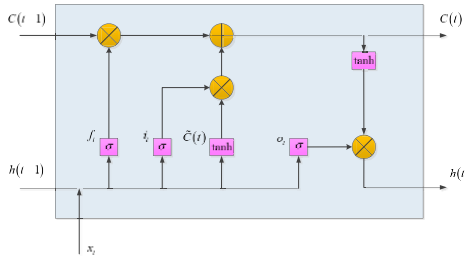 C(t 1)
C(t)
tanh
f_t
i_t
C̃(t)
o_t
σ
σ
tanh
σ
h(t 1)
h(t
x_t